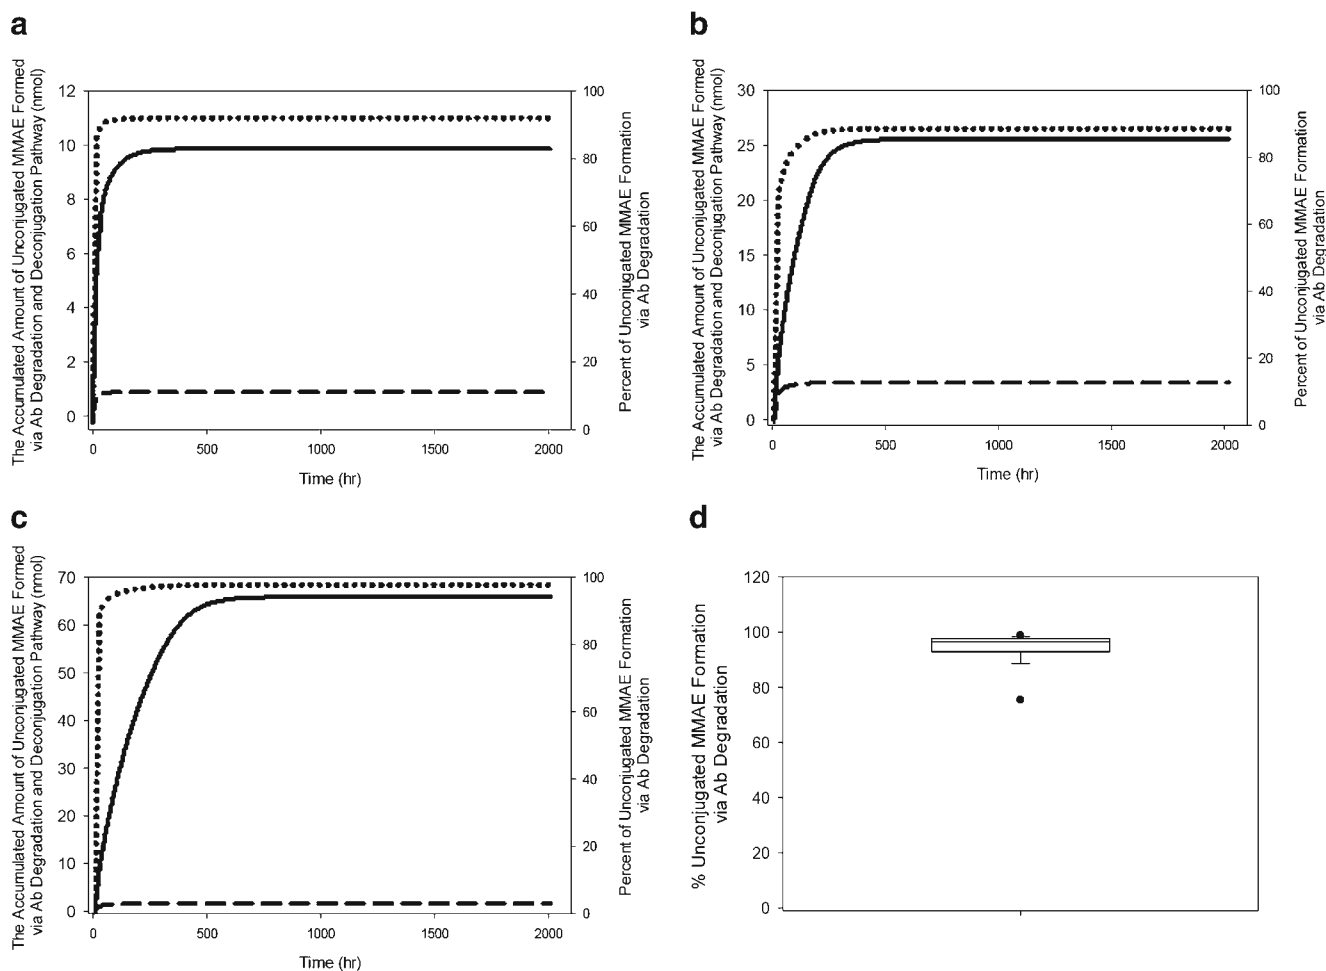 a
The Accumulated Amount of Unconjugated MMAE Formed
via Ab Degradation and Deconjugation Pathway (nmol)
12
10
8
6
4
2
0
100
80
60
40
20
0
Percent of Unconjugated MMAE Formation
via Ab Degradation
0
500
1000
1500
2000
Time (hr)
b
The Accumulated Amount of Unconjugated MMAE Formed
via Ab Degradation and Deconjugation Pathway (nmol)
30
25
20
15
10
5
0
100
80
60
40
20
0
Percent of Unconjugated MMAE Formation
via Ab Degradation
0
500
1000
1500
2000
Time (hr)
c
The Accumulated Amount of Unconjugated MMAE Formed
via Ab Degradation and Deconjugation Pathway (nmol)
70
60
50
40
30
20
10
0
100
80
60
40
20
0
Percent of Unconjugated MMAE Formation
via Ab Degradation
0
500
1000
1500
2000
Time (hr)
d
% Unconjugated MMAE Formation
via Ab Degradation
120
100
80
60
40
20
0